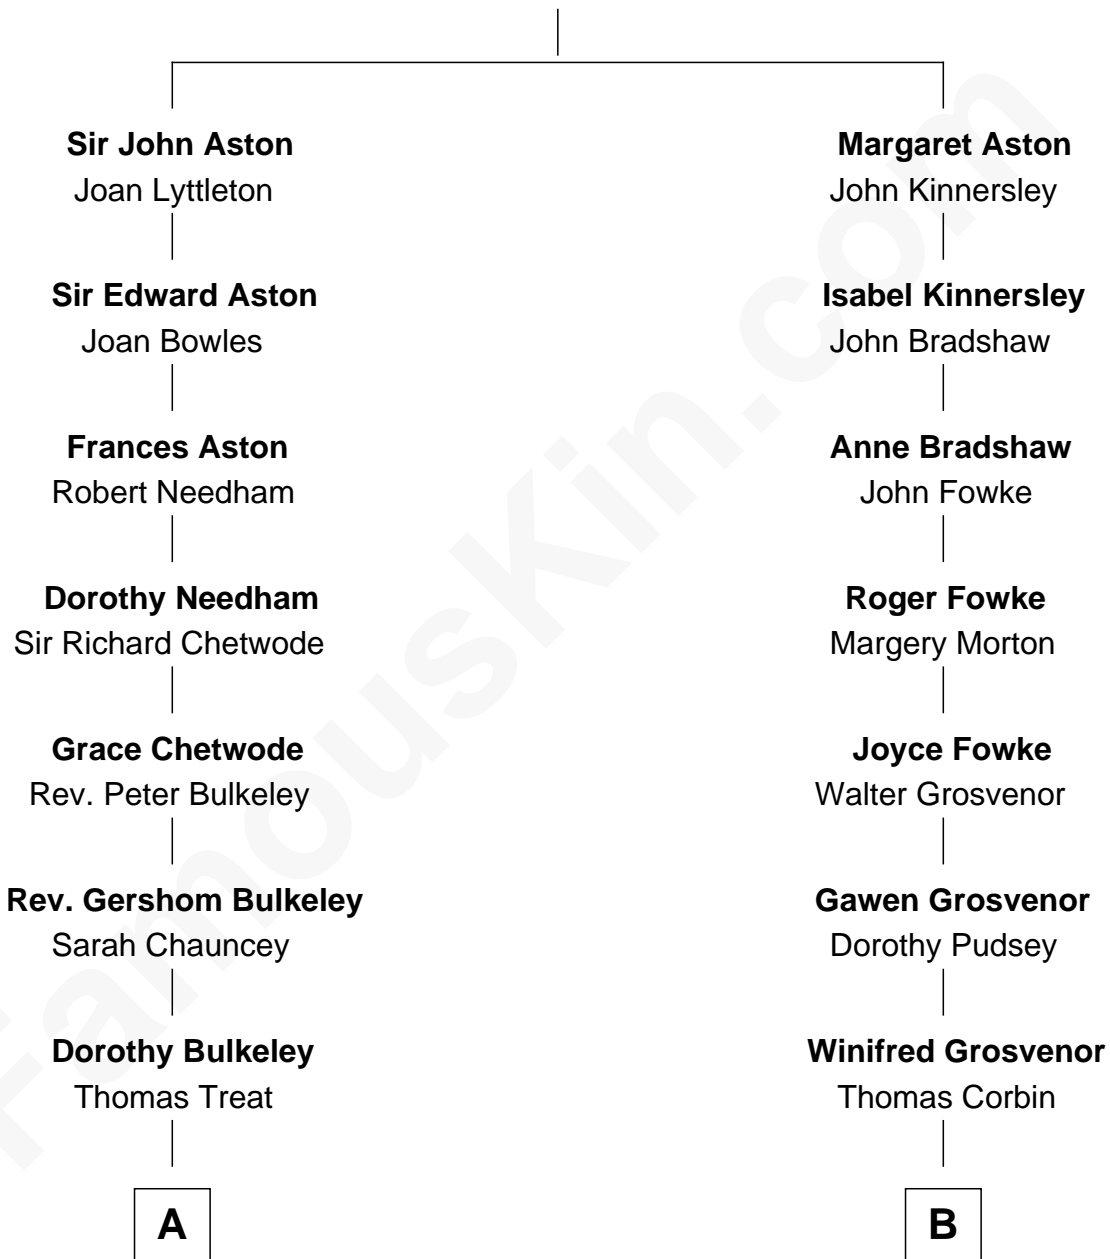 Sir John Aston
Joan Lyttleton
Sir Edward Aston
Joan Bowles
Frances Aston
Robert Needham
Dorothy Needham
Sir Richard Chetwode
Grace Chetwode
Rev. Peter Bulkeley
Rev. Gershom Bulkeley
Sarah Chauncey
Dorothy Bulkeley
Thomas Treat
A
Margaret Aston
John Kinnersley
Isabel Kinnersley
John Bradshaw
Anne Bradshaw
John Fowke
Roger Fowke
Margery Morton
Joyce Fowke
Walter Grosvenor
Gawen Grosvenor
Dorothy Pudsey
Winifred Grosvenor
Thomas Corbin
B
FamousKin.com